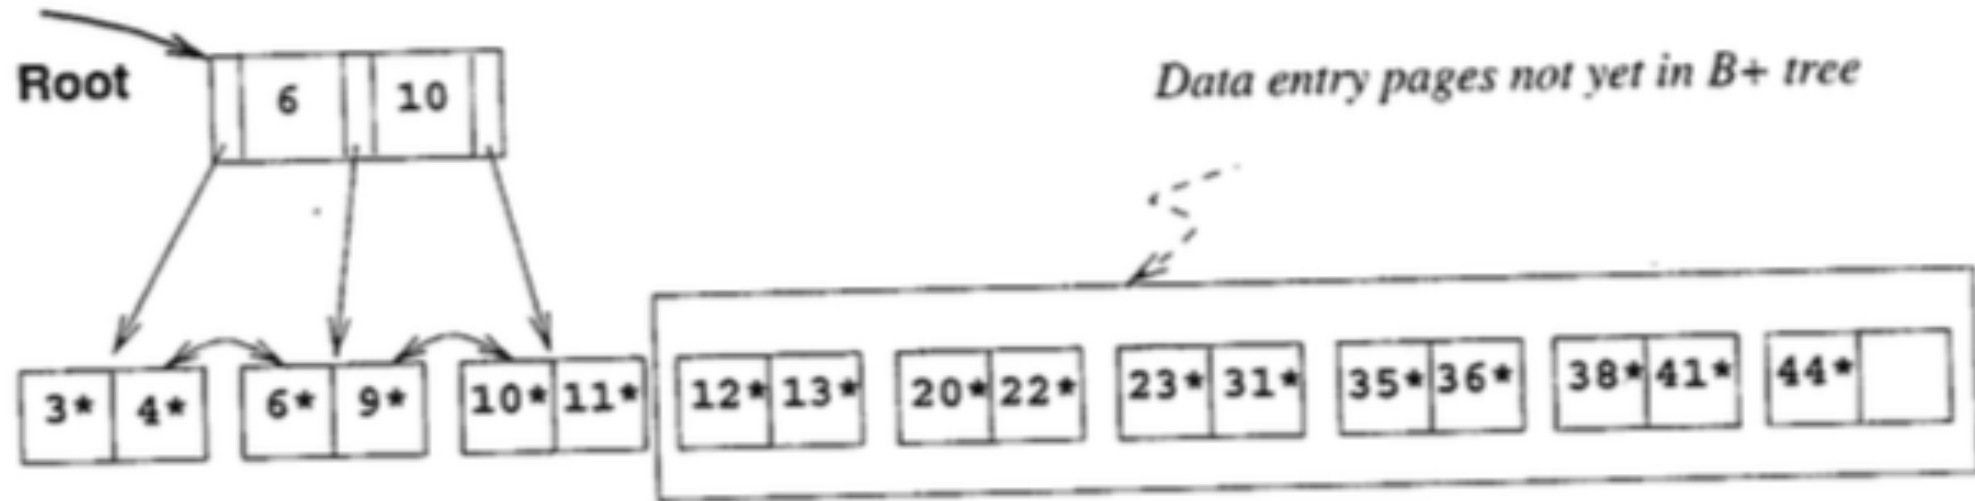 Root
6 10
Data entry pages not yet in B+ tree
3* 4* 6* 9* 10* 11* 12* 13* 20* 22* 23* 31* 35* 36* 38* 41* 44*